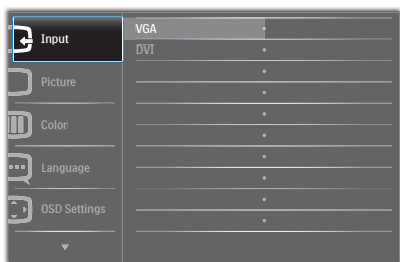 Input
Picture
Color
Language
OSD Settings
VGA
DVI